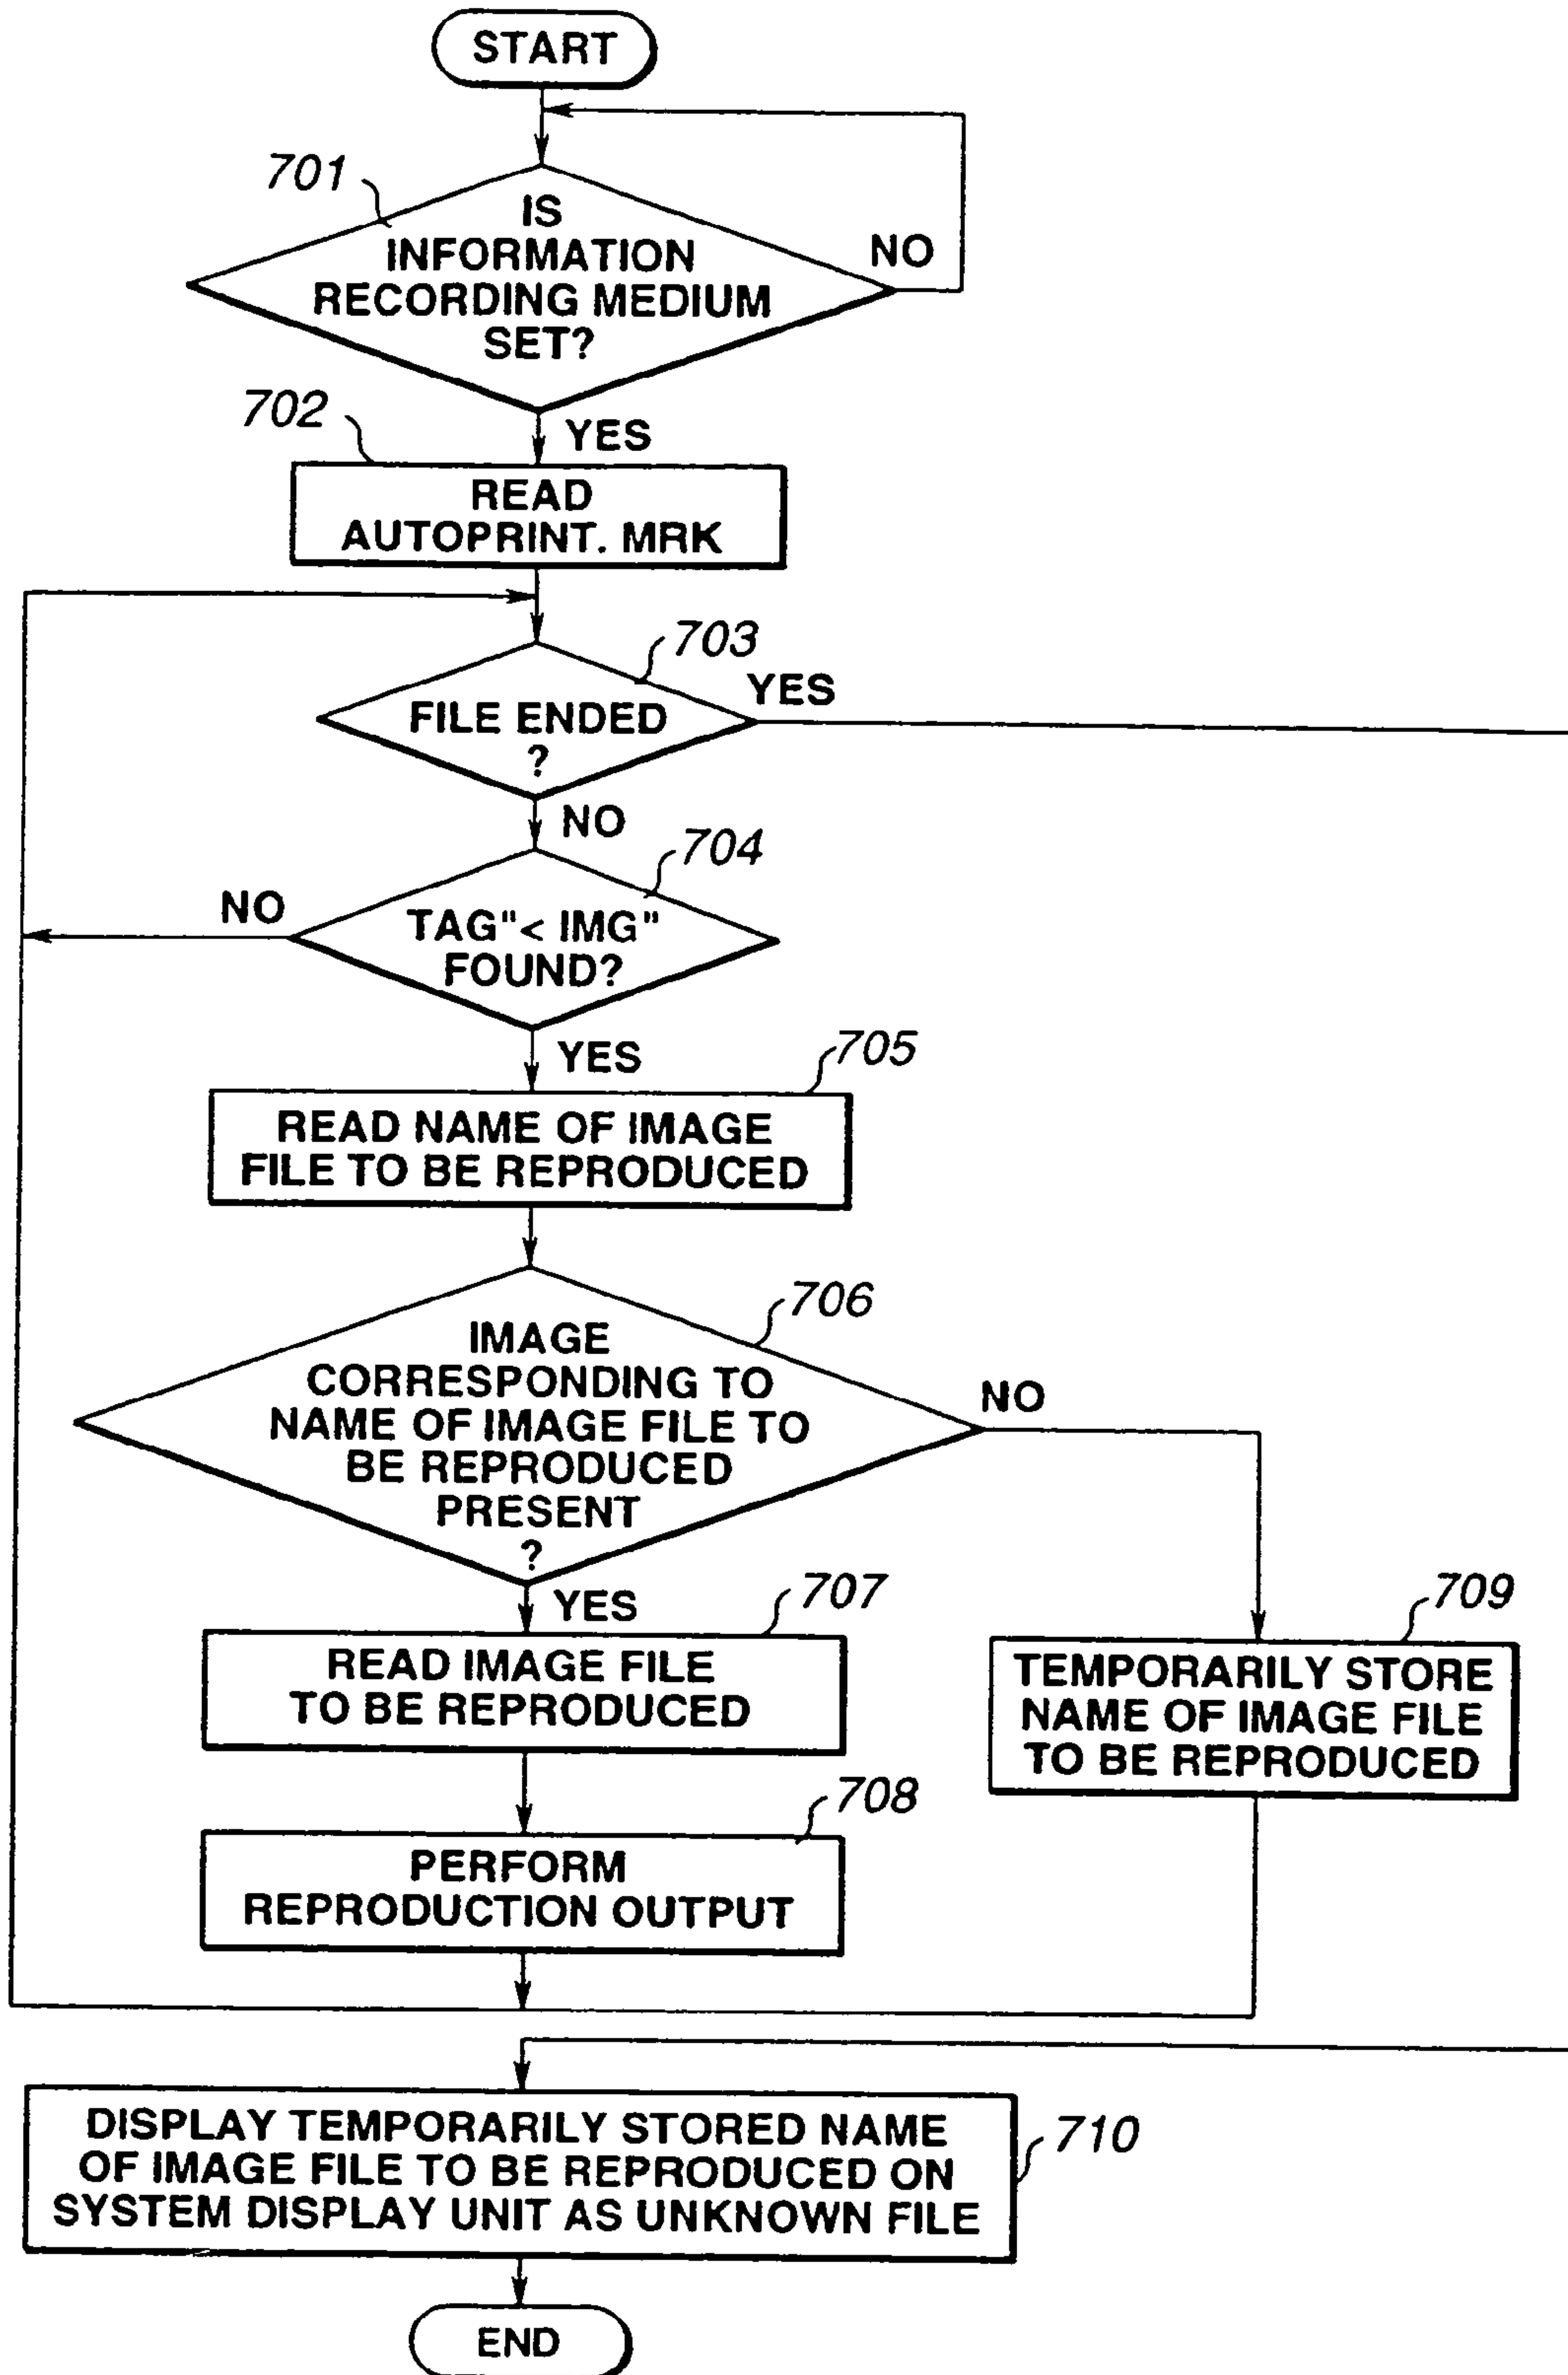 START
701
IS
INFORMATION
RECORDING MEDIUM
SET?
NO
702
YES
READ
AUTOPRINT. MRK
703
YES
FILE ENDED
?
NO
704
NO
TAG"< IMG"
FOUND?
YES
705
READ NAME OF IMAGE
FILE TO BE REPRODUCED
706
IMAGE
CORRESPONDING TO
NAME OF IMAGE FILE TO
BE REPRODUCED
PRESENT
?
NO
YES
707
READ IMAGE FILE
TO BE REPRODUCED
709
TEMPORARILY STORE
NAME OF IMAGE FILE
TO BE REPRODUCED
708
PERFORM
REPRODUCTION OUTPUT
DISPLAY TEMPORARILY STORED NAME
OF IMAGE FILE TO BE REPRODUCED ON
SYSTEM DISPLAY UNIT AS UNKNOWN FILE
710
END